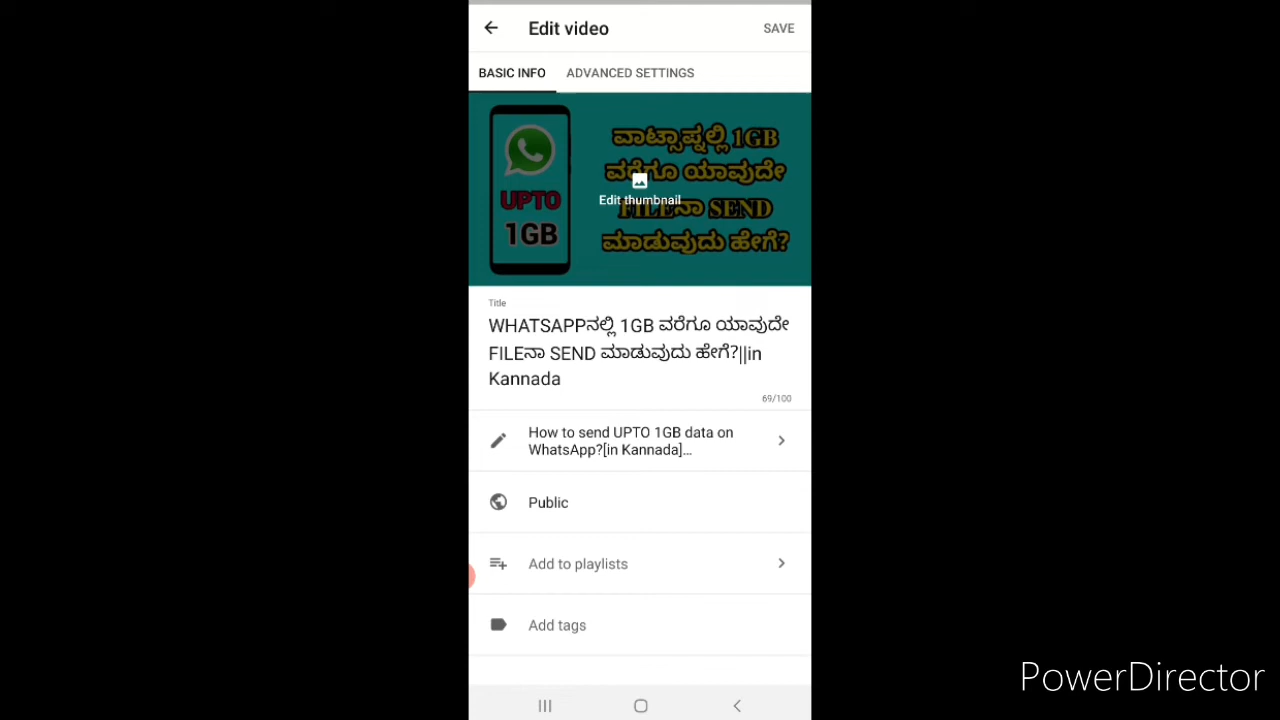 Edit video
SAVE
BASIC INFO
ADVANCED SETTINGS
UPTO
1GB
ವಾಟ್ಸಾಪ್ನಲ್ಲಿ 1GB
ವರೆಗೂ ಯಾವುದೇ
FILEನಾ SEND
ಮಾಡುವುದು ಹೇಗೆ?
Edit thumbnail
Title
WHATSAPPನಲ್ಲಿ 1GB ವರೆಗೂ ಯಾವುದೇ
FILEನಾ SEND ಮಾಡುವುದು ಹೇಗೆ?||in
Kannada
69/100
How to send UPTO 1GB data on
WhatsApp?[in Kannada]...
Public
Add to playlists
Add tags
PowerDirector